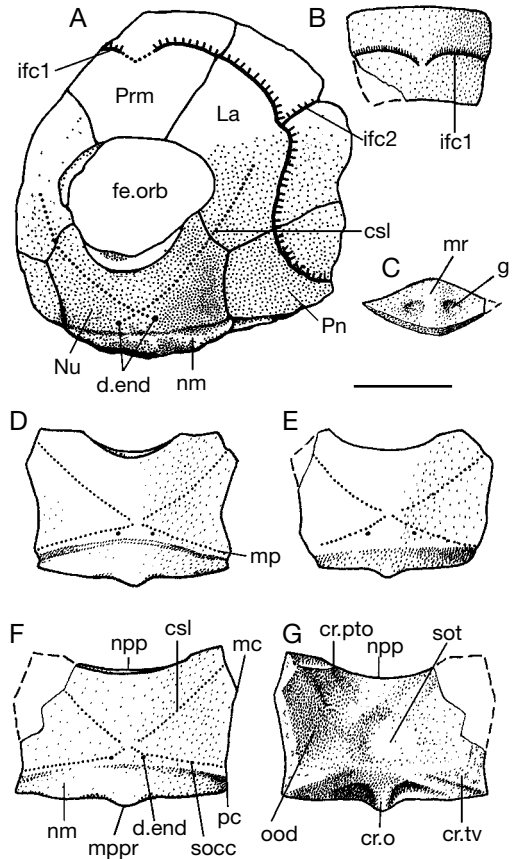 A
B
ifc1
Prm
La
ifc2
ifc1
fe.orb
csl
mr
C
g
Pn
Nu
d.end
nm
D
E
mp
F
csl
npp
mc
G
cr.pto
npp
sot
nm
mppr
d.end
socc
pc
ood
cr.o
cr.tv